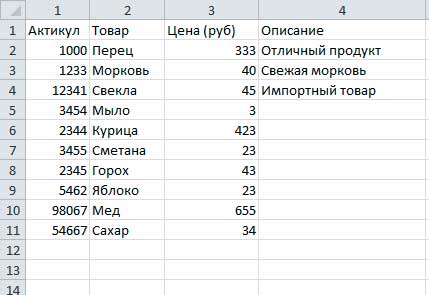 1 2 3 4
1 Актикул Товар Цена (руб) Описание
2 1000 Перец 333 Отличный продукт
3 1233 Морковь 40 Свежая морковь
4 12341 Свекла 45 Импортный товар
5 3454 Мыло 3
6 2344 Курица 423
7 3455 Сметана 23
8 2345 Горох 43
9 5462 Яблоко 23
10 98067 Мед 655
11 54667 Сахар 34
12
13
14